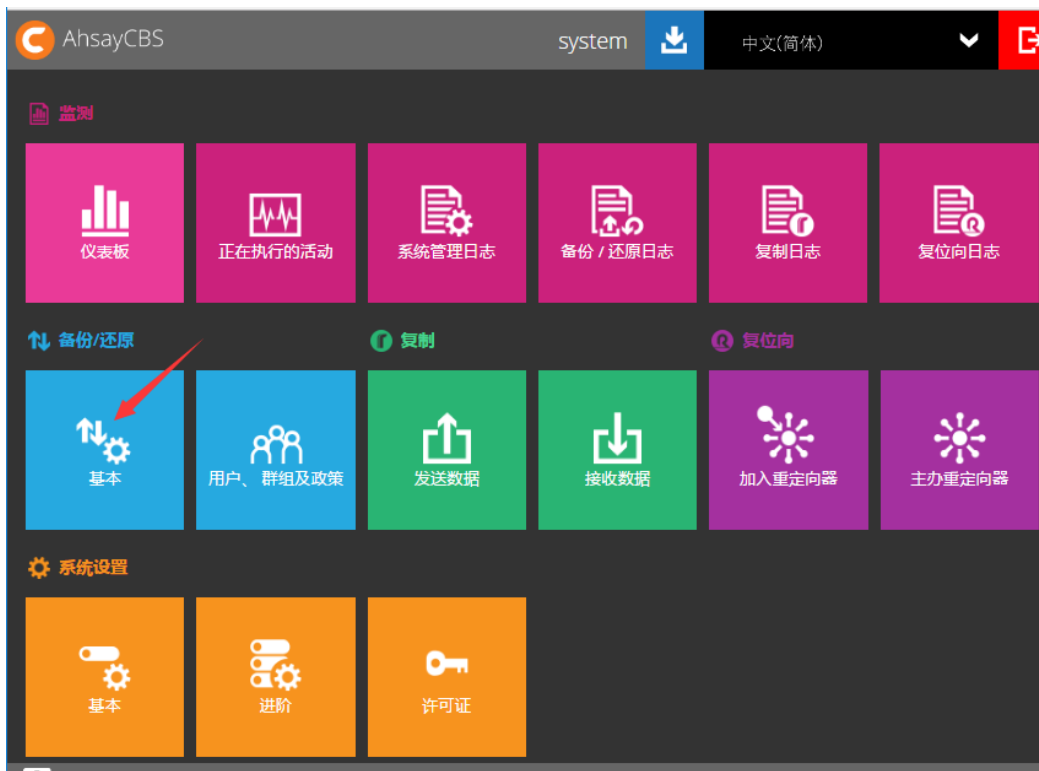 AhsayCBS system 中文(简体)
监测
仪表板 正在执行的活动 系统管理日志 备份 / 还原日志 复制日志 复位向日志
备份/还原 复制 复位向
基本 用户、 群组及政策 发送数据 接收数据 加入重定向器 主办重定向器
系统设置
基本 进阶 许可证